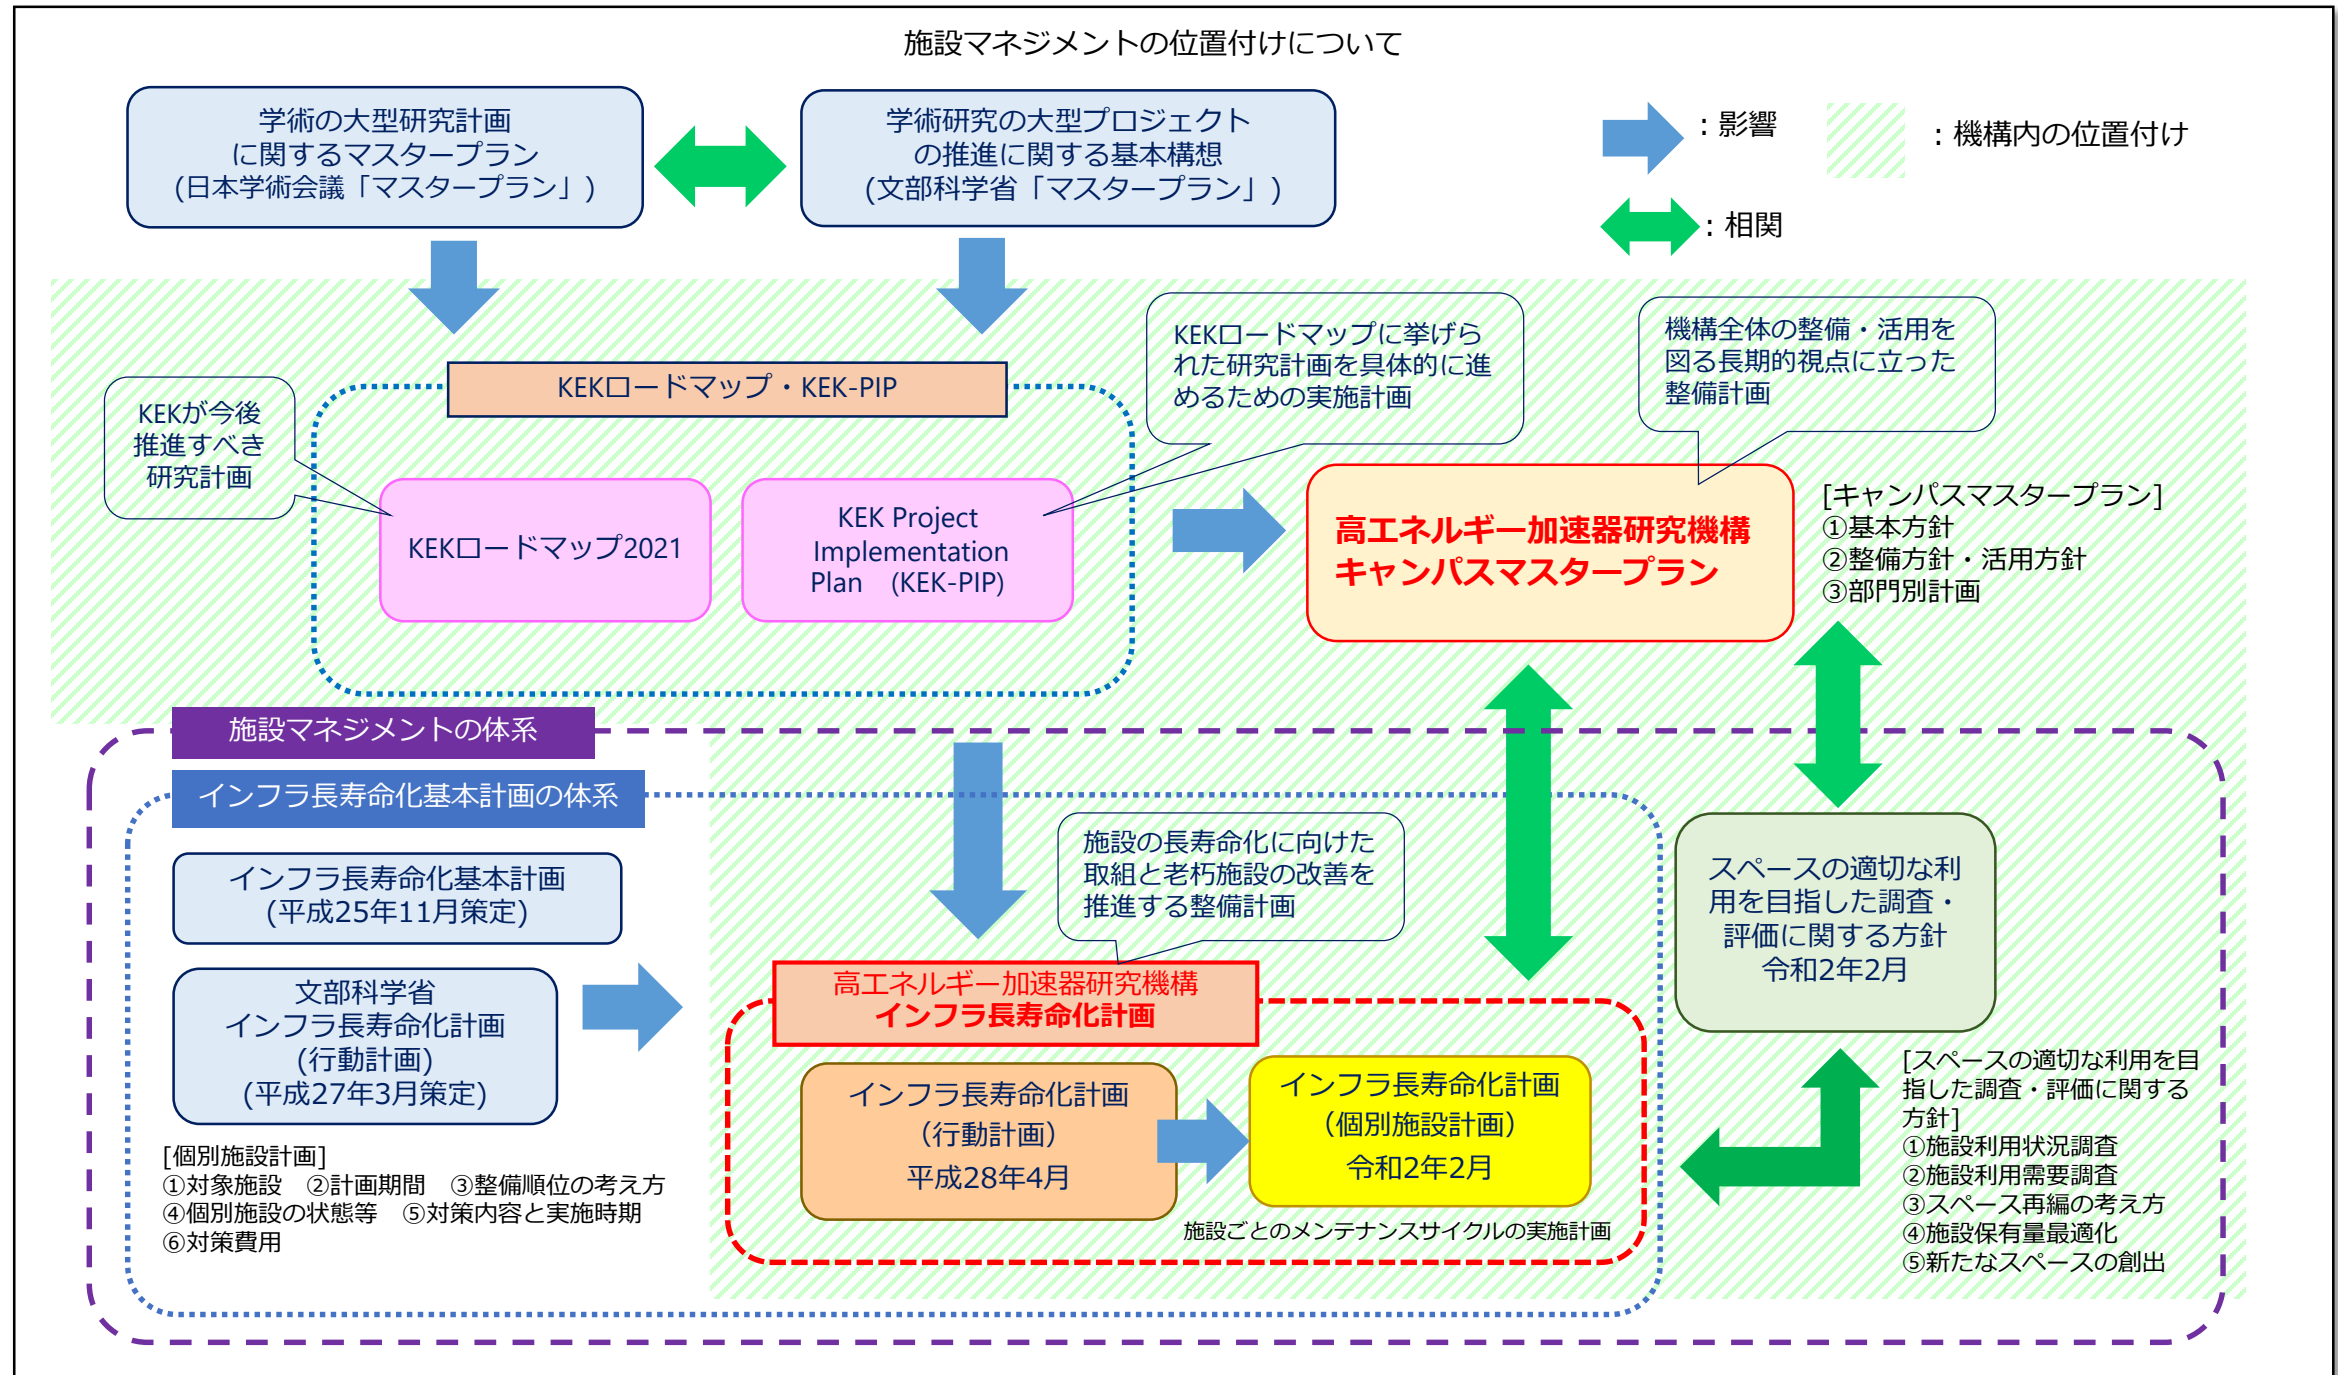 施設マネジメントの位置付けについて
学術の大型研究計画
に関するマスタープラン
(日本学術会議「マスタープラン」)
学術研究の大型プロジェクト
の推進に関する基本構想
(文部科学省「マスタープラン」)
：影響
：機構内の位置付け
：相関
KEKロードマップ・KEK-PIP
KEKが今後
推進すべき
研究計画
KEKロードマップに挙げら
れた研究計画を具体的に進
めるための実施計画
機構全体の整備・活用を
図る長期的視点に立った
整備計画
KEKロードマップ2021
KEK Project
Implementation
Plan　(KEK-PIP)
高エネルギー加速器研究機構
キャンパスマスタープラン
[キャンパスマスタープラン]
①基本方針
②整備方針・活用方針
③部門別計画
施設マネジメントの体系
インフラ長寿命化基本計画の体系
インフラ長寿命化基本計画
(平成25年11月策定)
文部科学省
インフラ長寿命化計画
(行動計画)
(平成27年3月策定)
[個別施設計画]
①対象施設　②計画期間　③整備順位の考え方
④個別施設の状態等　⑤対策内容と実施時期
⑥対策費用
施設の長寿命化に向けた
取組と老朽施設の改善を
推進する整備計画
高エネルギー加速器研究機構
インフラ長寿命化計画
インフラ長寿命化計画
（行動計画）
平成28年4月
インフラ長寿命化計画
（個別施設計画）
令和2年2月
施設ごとのメンテナンスサイクルの実施計画
スペースの適切な利
用を目指した調査・
評価に関する方針
令和2年2月
[スペースの適切な利用を目
指した調査・評価に関する
方針]
①施設利用状況調査
②施設利用需要調査
③スペース再編の考え方
④施設保有量最適化
⑤新たなスペースの創出